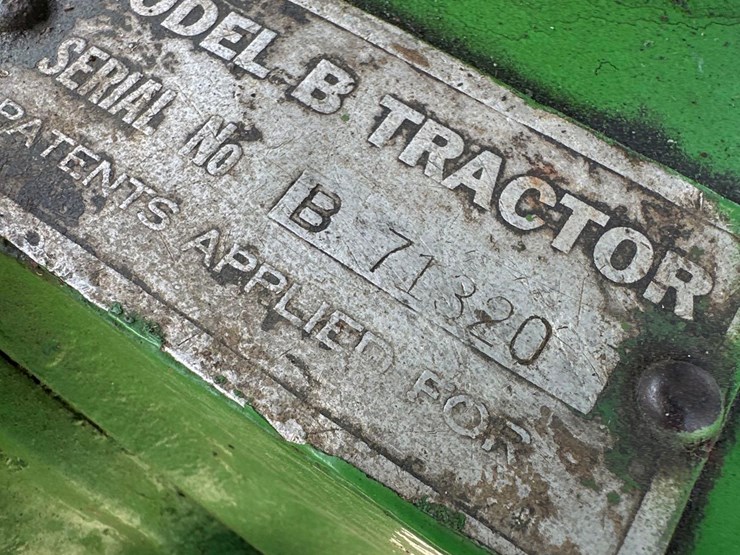 MODEL B TRACTOR
SERIAL NO B 71320
PATENTS APPLIED FOR